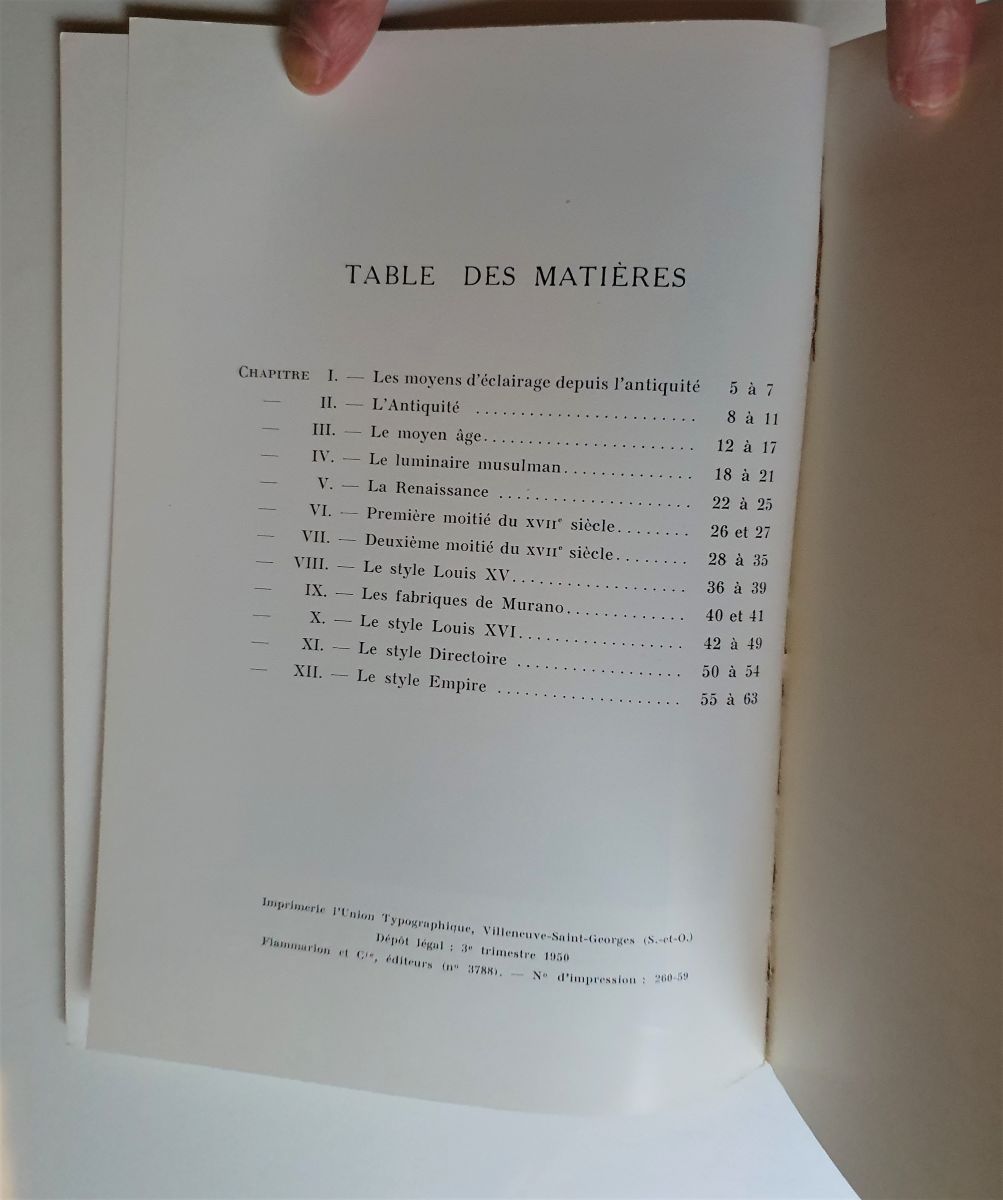 TABLE DES MATIÈRES
CHAPITRE I. — Les moyens d'éclairage depuis l'antiquité 5 à 7
— II. — L'Antiquité ........................ 8 à 11
— III. — Le moyen âge........................ 12 à 17
— IV. — Le luminaire musulman.............. 18 à 21
— V. — La Renaissance ..................... 22 à 25
— VI. — Première moitié du XVIIe siècle........ 26 et 27
— VII. — Deuxième moitié du XVIIe siècle........ 28 à 35
— VIII. — Le style Louis XV.................... 36 à 39
— IX. — Les fabriques de Murano............. 40 et 41
— X. — Le style Louis XVI................... 42 à 49
— XI. — Le style Directoire ................... 50 à 54
— XII. — Le style Empire ..................... 55 à 63
Imprimerie l'Union Typographique, Villeneuve-Saint-Georges (S.-et-O.)
Dépôt légal : 3e trimestre 1950
Flammarion et Cie, éditeurs (no 3788). — No d'impression : 260-59